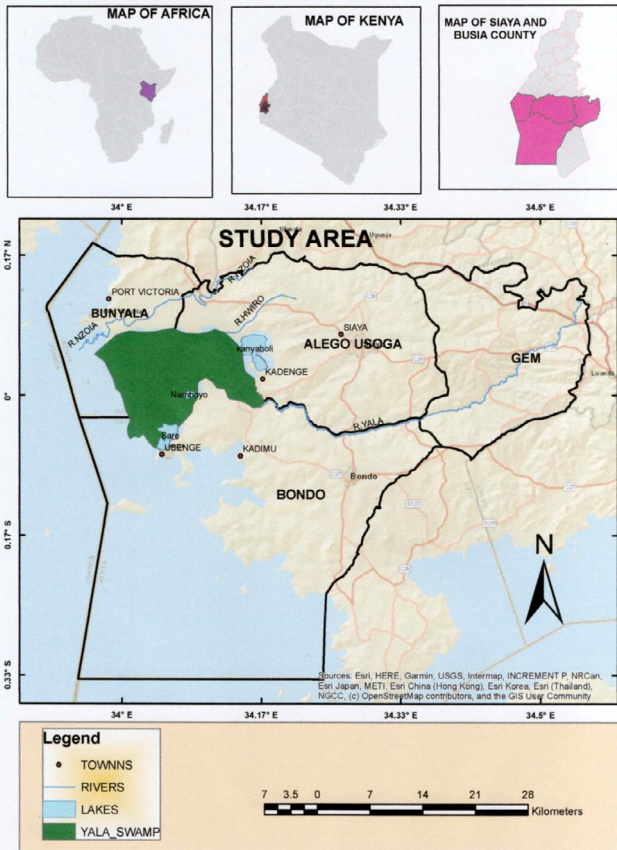 MAP OF AFRICA
MAP OF KENYA
MAP OF SIAYA AND
BUSIA COUNTY
34° E
34.17° E
34.33° E
34.5° E
STUDY AREA
Ugunja
0.17° N
R.NZOIA
PORT VICTORIA
BUNYALA
R.NZOIA
R.HWIRO
SIAYA
kanyaboli
ALEGO USOGA
GEM
Luanda
KADENGE
0°
Namboyo
R.YALA
Sare
USENGE
KADIMU
Bondo
BONDO
0.17° S
N
0.33° S
Sources: Esri, HERE, Garmin, USGS, Intermap, INCREMENT P, NRCan,
Esri Japan, METI, Esri China (Hong Kong), Esri Korea, Esri (Thailand),
NGCC, (c) OpenStreetMap contributors, and the GIS User Community
34° E
34.17° E
34.33° E
34.5° E
Legend
TOWNNS
RIVERS
LAKES
YALA_SWAMP
7 3.5 0 7 14 21 28
Kilometers